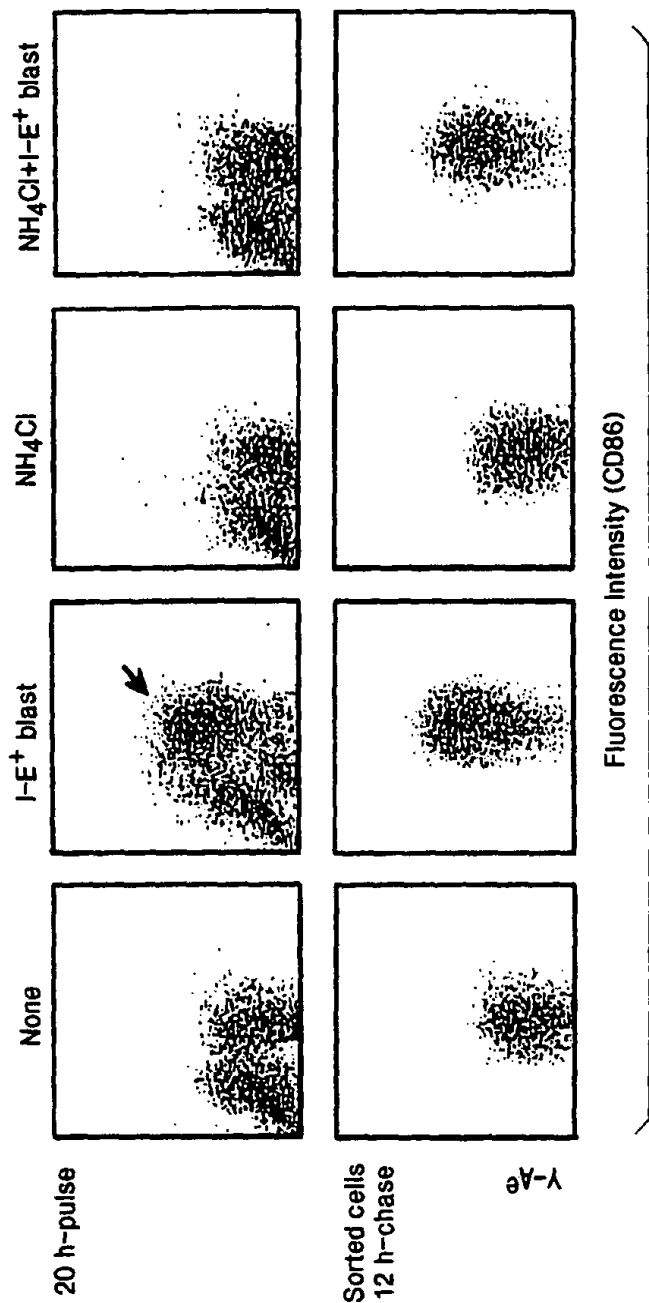 None
I-E⁺ blast
NH₄Cl
NH₄Cl+I-E⁺ blast
20 h-pulse
Sorted cells
12 h-chase
Y-Aᵉ
Fluorescence Intensity (CD86)